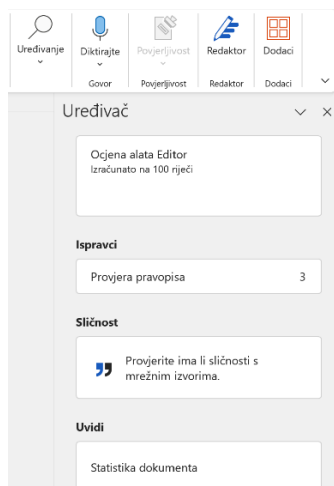 Uređivanje
Diktirajte
Povjerljivost
Redaktor
Dodaci
Govor
Povjerljivost
Redaktor
Dodaci
Uređivač
Ocjena alata Editor
Izračunato na 100 riječi
Ispravci
Provjera pravopisa 3
Sličnost
Provjerite ima li sličnosti s
mrežnim izvorima.
Uvidi
Statistika dokumenta